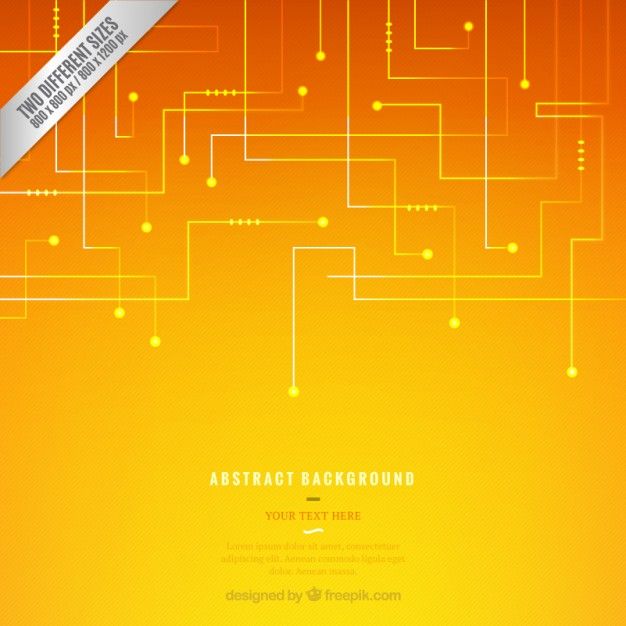 TWO DIFFERENT SIZES
800 x 800 px / 800 x 1200 px
ABSTRACT BACKGROUND
YOUR TEXT HERE
Lorem ipsum dolor sit amet, consectetuer
adipiscing elit. Aenean commodo ligula eget
dolor. Aenean massa.
designed by freepik.com